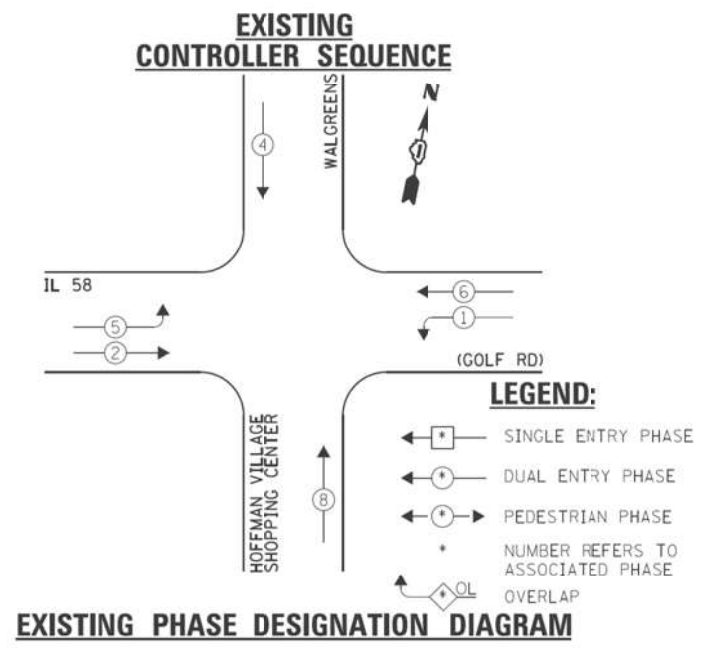 EXISTING
CONTROLLER SEQUENCE
WALGREENS
N
4
IL 58
5
2
6
1
(GOLF RD)
HOFFMAN VILLAGE
SHOPPING CENTER
8
LEGEND:
* SINGLE ENTRY PHASE
* DUAL ENTRY PHASE
* PEDESTRIAN PHASE
* NUMBER REFERS TO
ASSOCIATED PHASE
* OL OVERLAP
EXISTING PHASE DESIGNATION DIAGRAM